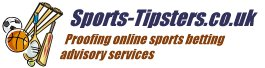 Sports-Tipsters.co.uk
Proofing online sports betting
advisory services